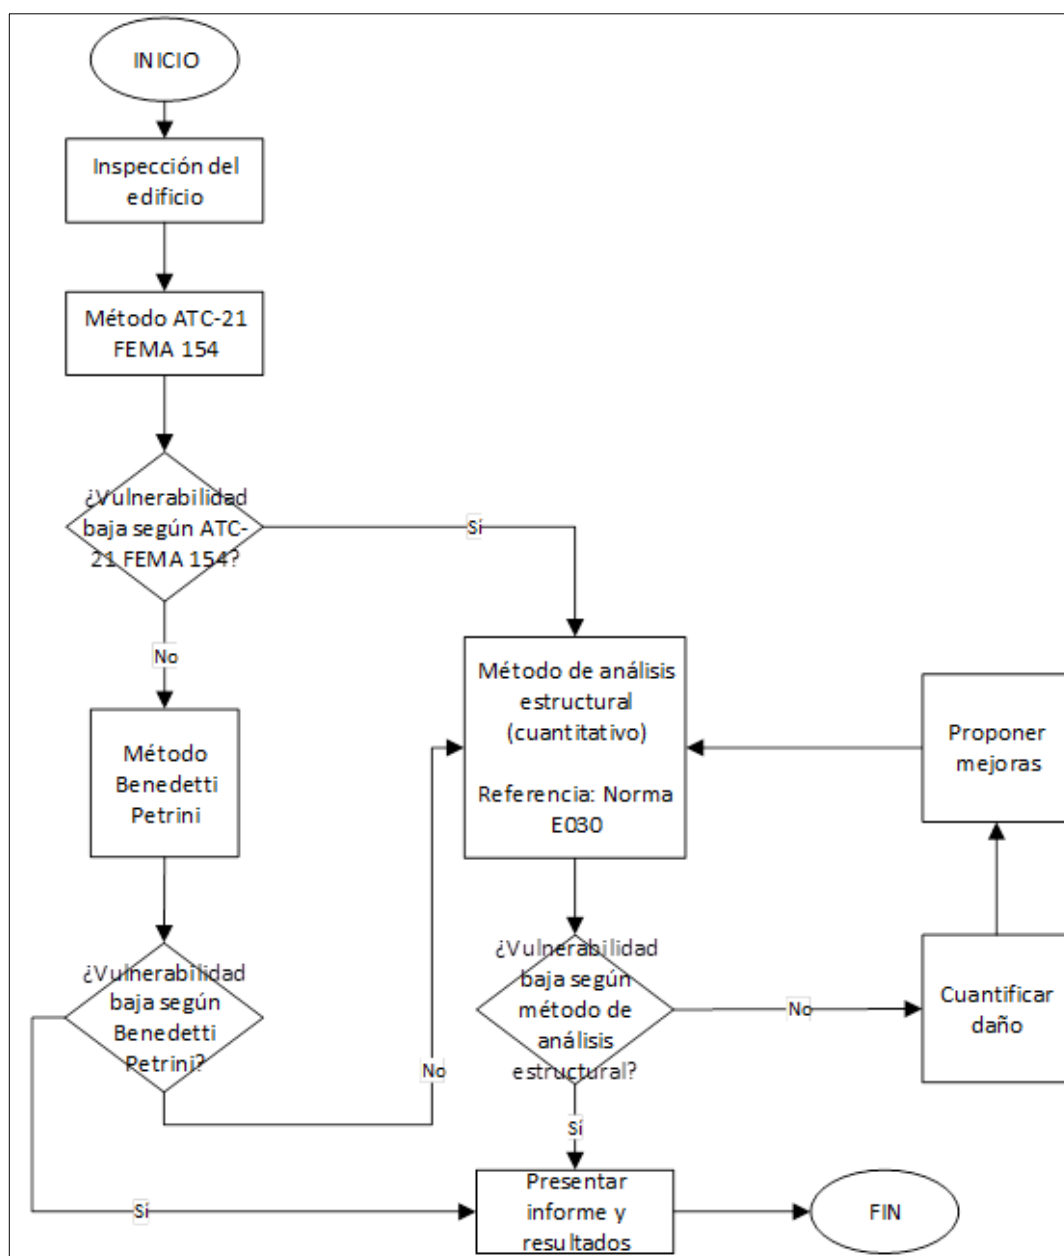 INICIO
Inspección del
edificio
Método ATC-21
FEMA 154
¿Vulnerabilidad
baja según ATC-
21 FEMA 154?
Sí
No
Método
Benedetti
Petrini
¿Vulnerabilidad
baja según
Benedetti
Petrini?
No
Sí
Método de análisis
estructural
(cuantitativo)
Referencia: Norma
E030
¿Vulnerabilidad
baja según
método de
análisis
estructural?
No
Sí
Cuantificar
daño
Proponer
mejoras
Presentar
informe y
resultados
FIN